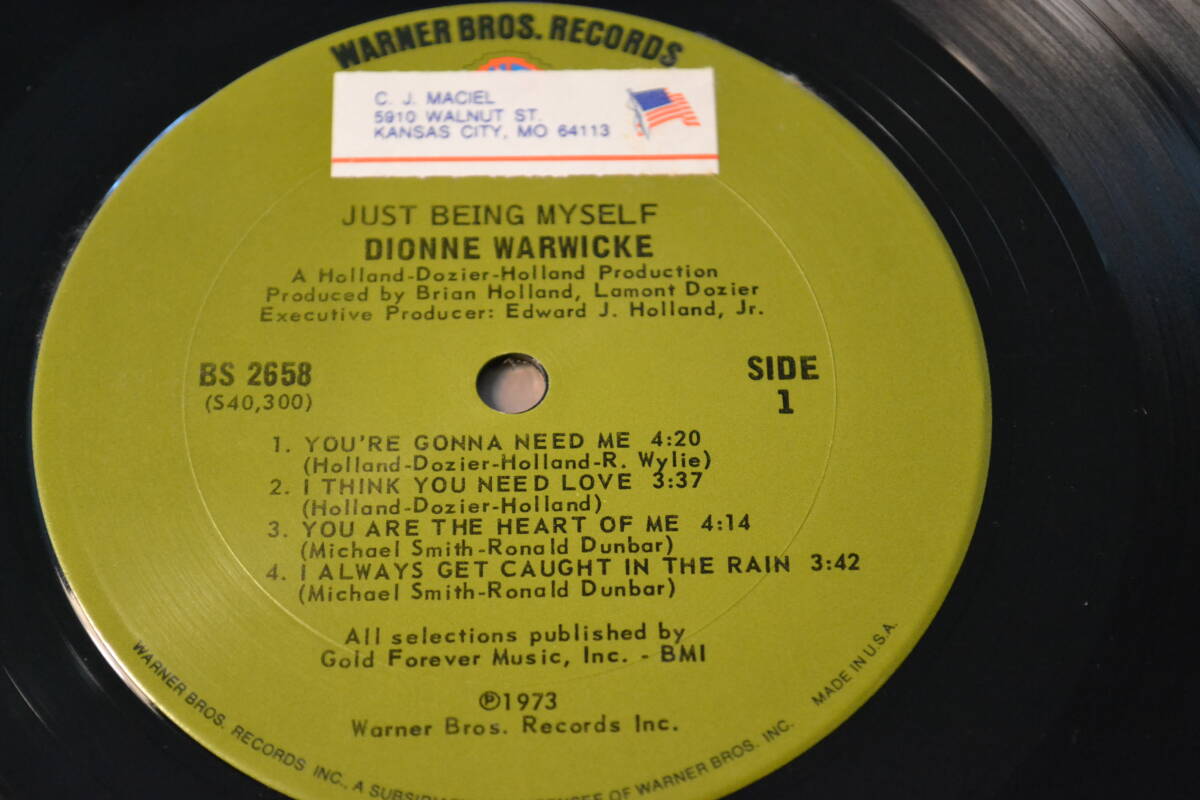 WARNER BROS. RECORDS
C. J. MACIEL
5910 WALNUT ST.
KANSAS CITY, MO 64113
JUST BEING MYSELF
DIONNE WARWICKE
A Holland-Dozier-Holland Production
Produced by Brian Holland, Lamont Dozier
Executive Producer: Edward J. Holland, Jr.
BS 2658
(S40,300)
SIDE
1
1. YOU'RE GONNA NEED ME 4:20
(Holland-Dozier-Holland-R. Wylie)
2. I THINK YOU NEED LOVE 3:37
(Holland-Dozier-Holland)
3. YOU ARE THE HEART OF ME 4:14
(Michael Smith-Ronald Dunbar)
4. I ALWAYS GET CAUGHT IN THE RAIN 3:42
(Michael Smith-Ronald Dunbar)
All selections published by
Gold Forever Music, Inc. - BMI
℗1973
Warner Bros. Records Inc.
WARNER BROS. RECORDS INC., A OF WARNER BROS. INC. MADE IN U.S.A.